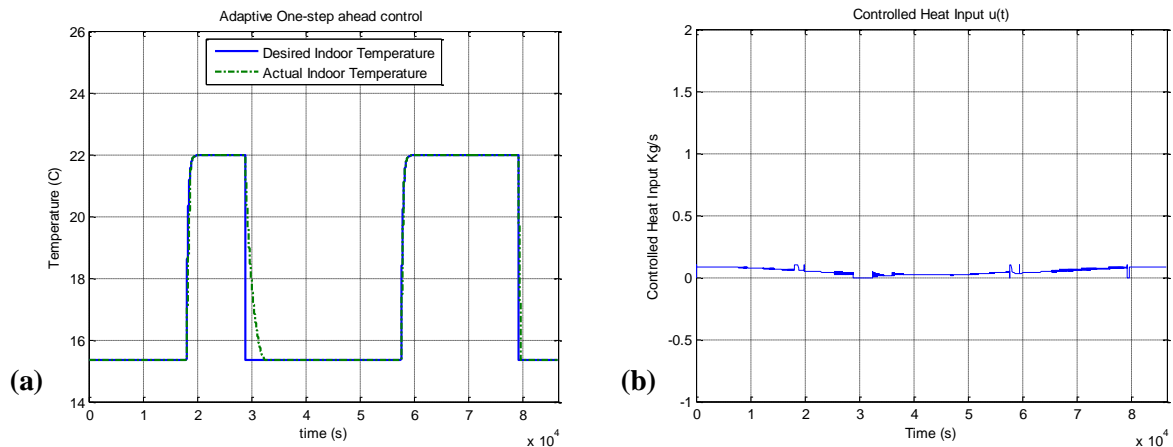 Adaptive One-step ahead control
Desired Indoor Temperature
Actual Indoor Temperature
26
24
22
20
18
16
14
Temperature (C)
0 1 2 3 4 5 6 7 8
time (s)
x 10^4
(a)
Controlled Heat Input u(t)
2
1.5
1
0.5
0
-0.5
-1
Controlled Heat Input Kg/s
0 1 2 3 4 5 6 7 8
Time (s)
x 10^4
(b)